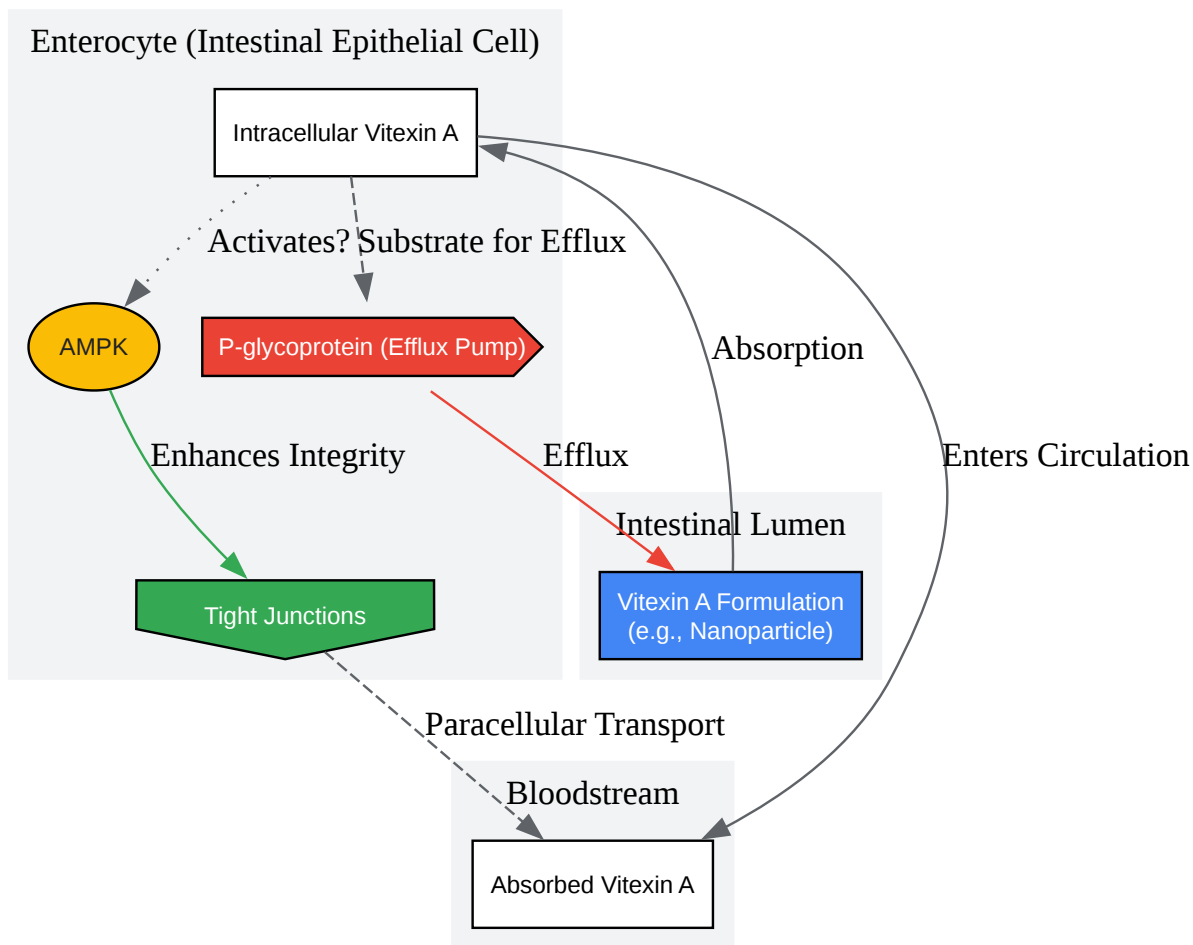 Enterocyte (Intestinal Epithelial Cell)
Intracellular Vitexin A
Activates?
Substrate for Efflux
AMPK
P-glycoprotein (Efflux Pump)
Absorption
Enhances Integrity
Efflux
Enters Circulation
Intestinal Lumen
Vitexin A Formulation
(e.g., Nanoparticle)
Tight Junctions
Paracellular Transport
Bloodstream
Absorbed Vitexin A